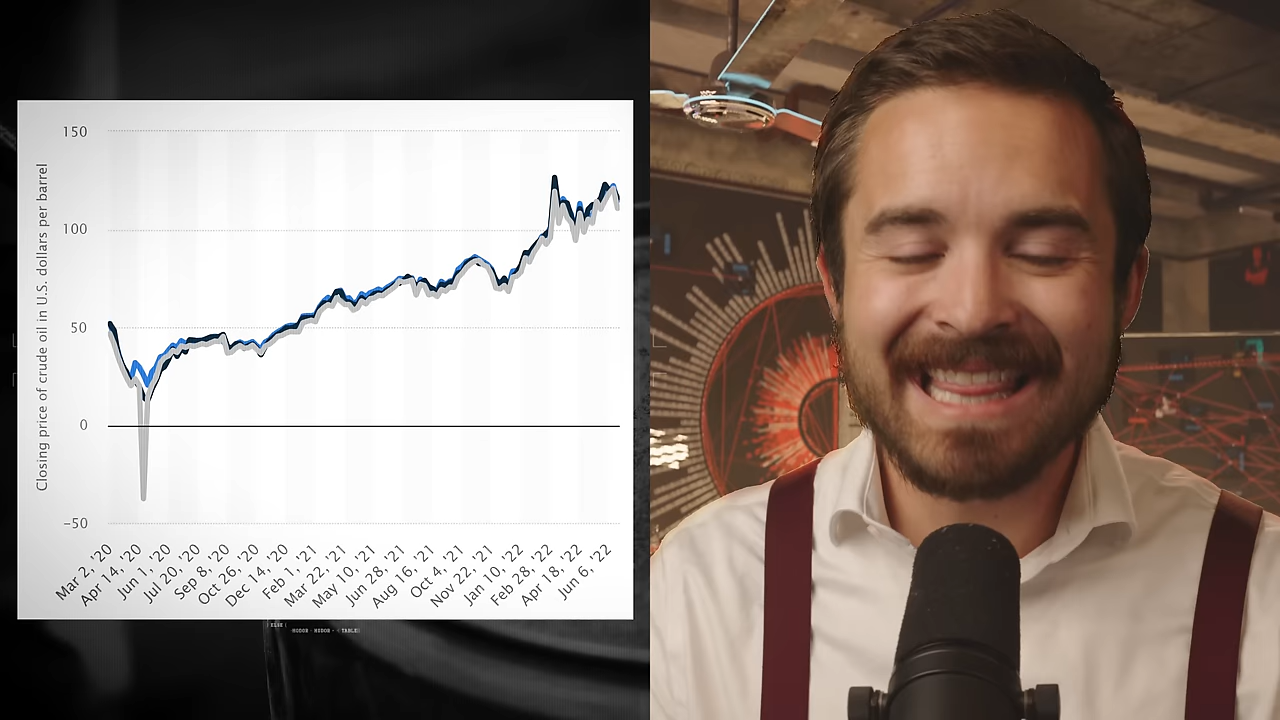 Closing price of crude oil in U.S. dollars per barrel
150
100
50
0
−50
Mar 2, '20
Apr 14, '20
Jun 1, '20
Jul 20, '20
Sep 8, '20
Oct 26, '20
Dec 14, '20
Feb 1, '21
Mar 22, '21
May 10, '21
Jun 28, '21
Aug 16, '21
Oct 4, '21
Nov 22, '21
Jan 10, '22
Feb 28, '22
Apr 18, '22
Jun 6, '22
ELSE {